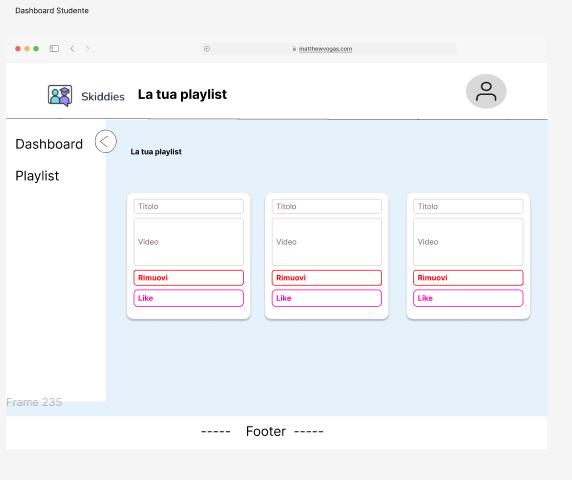 Dashboard Studente
matthewvogas.com
Skiddies
La tua playlist
Dashboard
Playlist
La tua playlist
Titolo
Titolo
Titolo
Video
Video
Video
Rimuovi
Rimuovi
Rimuovi
Like
Like
Like
Frame 235
----- Footer -----